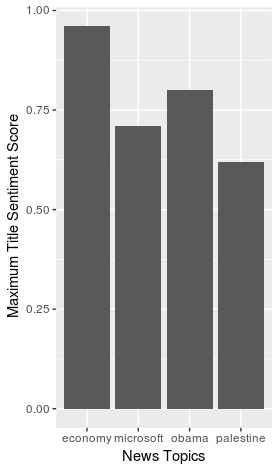 Maximum Title Sentiment Score
1.00
0.75
0.50
0.25
0.00
economy microsoft obama palestine
News Topics